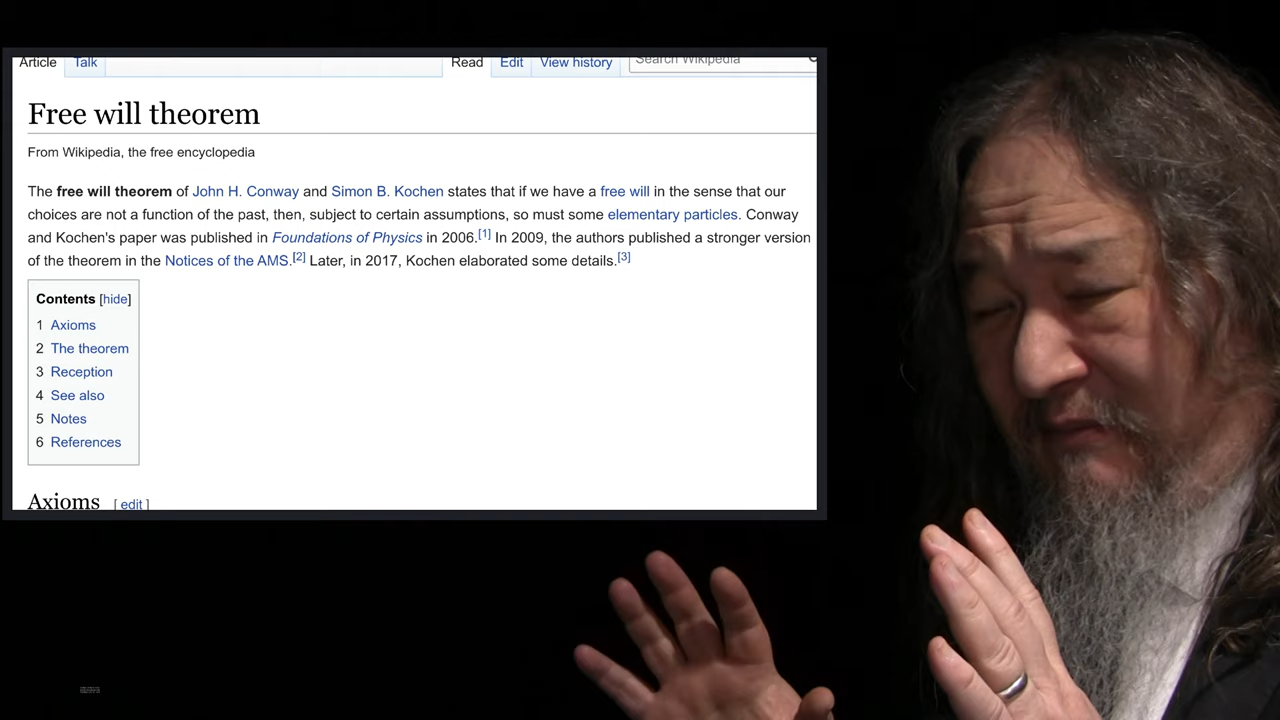 Article Talk Read Edit View history Search Wikipedia
Free will theorem
From Wikipedia, the free encyclopedia
The free will theorem of John H. Conway and Simon B. Kochen states that if we have a free will in the sense that our
choices are not a function of the past, then, subject to certain assumptions, so must some elementary particles. Conway
and Kochen's paper was published in Foundations of Physics in 2006.[1] In 2009, the authors published a stronger version
of the theorem in the Notices of the AMS.[2] Later, in 2017, Kochen elaborated some details.[3]
Contents [hide]
1 Axioms
2 The theorem
3 Reception
4 See also
5 Notes
6 References
Axioms [ edit ]